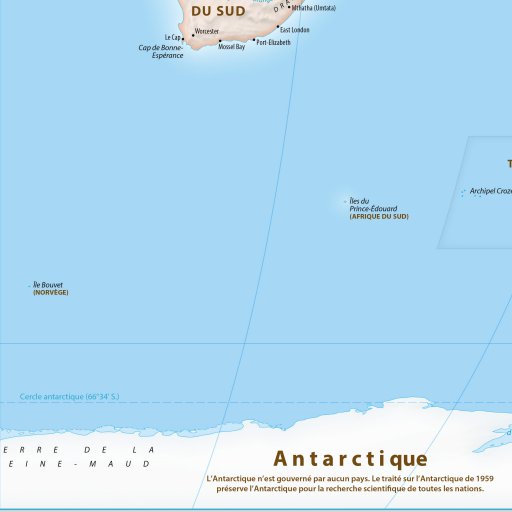 DU SUD
DRA
Mthatha (Umtata)
East London
Worcester
Le Cap
Mossel Bay
Port-Elizabeth
Cap de Bonne-
Espérance
T
Archipel Croze
Îles du
Prince-Édouard
(AFRIQUE DU SUD)
Île Bouvet
(NORVÈGE)
Cercle antarctique (66°34' S.)
ERRE DE LA
EINE-MAUD
Antarctique
L'Antarctique n'est gouverné par aucun pays. Le traité sur l'Antarctique de 1959
préserve l'Antarctique pour la recherche scientifique de toutes les nations.